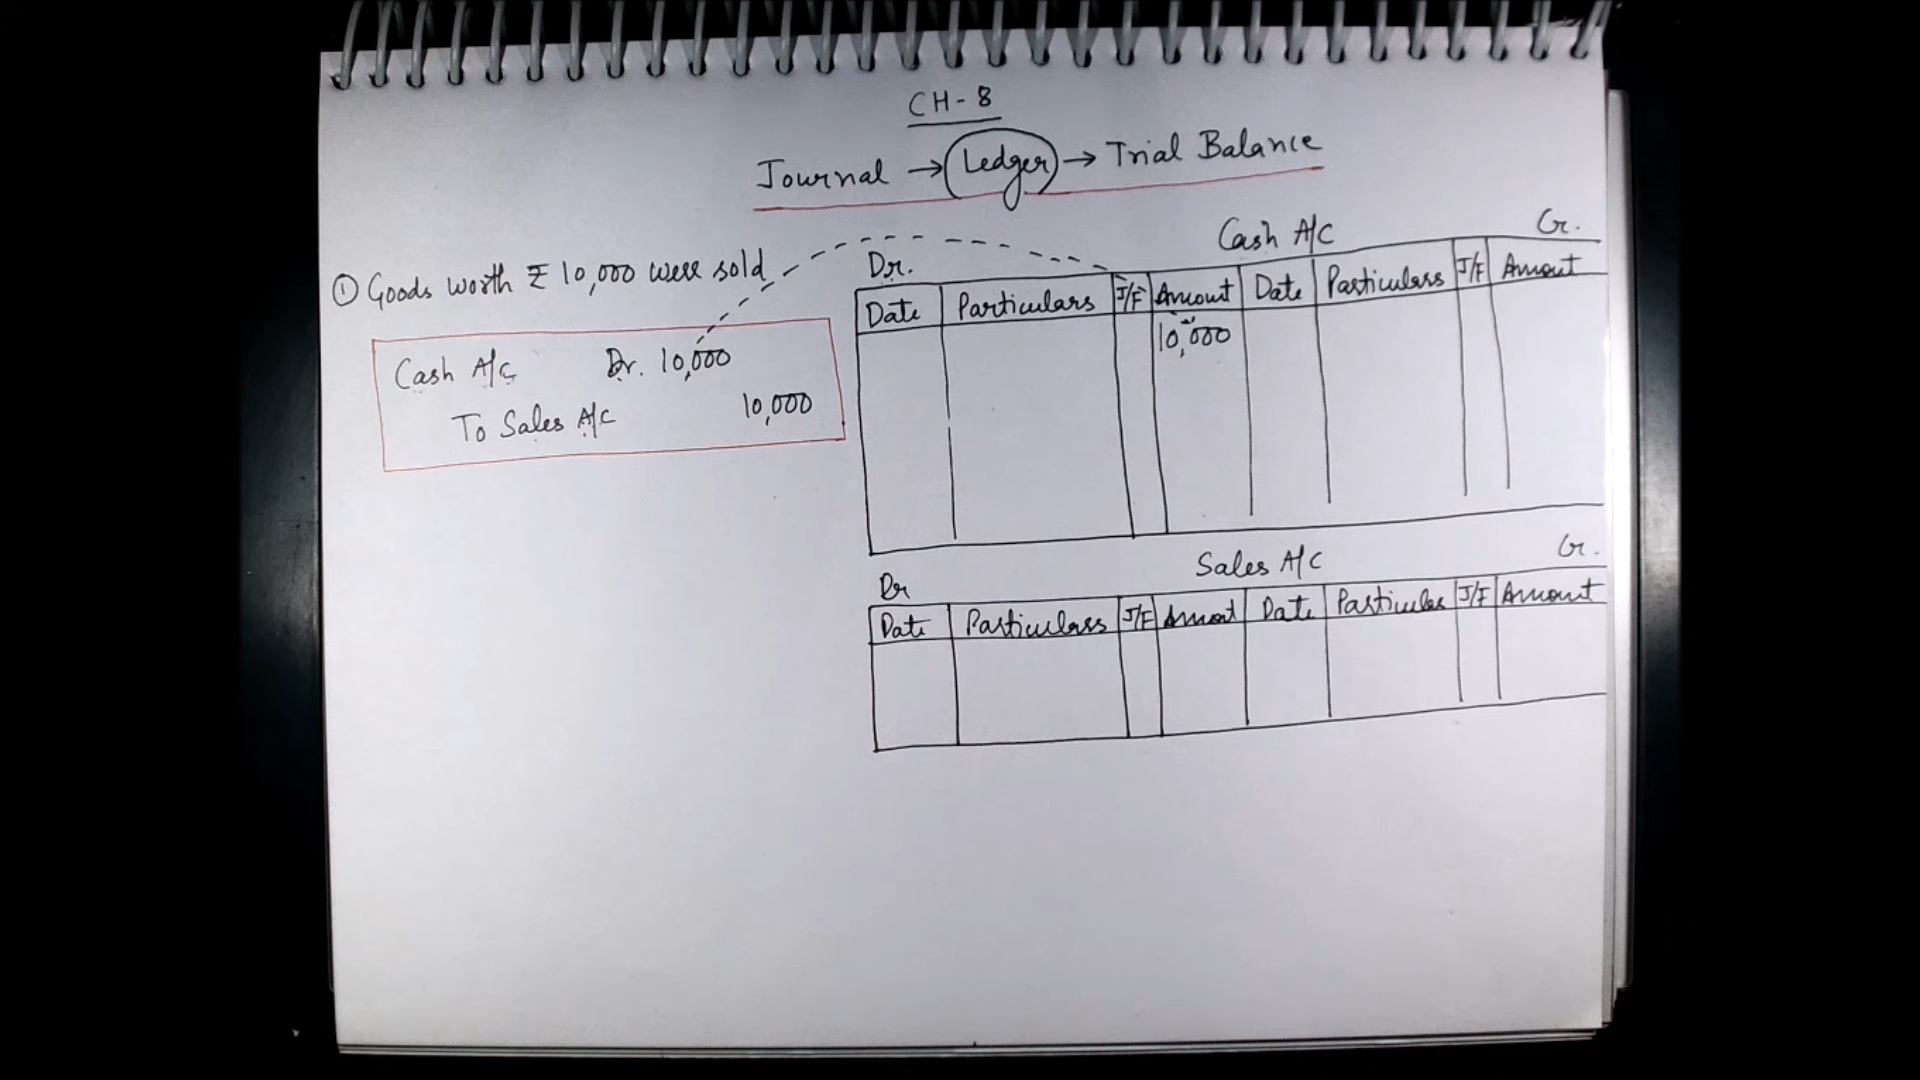 CH-8
Journal → Ledger → Trial Balance
① Goods worth ₹ 10,000 were sold
Cash A/c Dr. 10,000
To Sales A/c 10,000
Cash A/C
Dr. Cr.
Date Particulars J/F Amount Date Particulars J/F Amount
10,000
Sales A/C
Dr Cr.
Date Particulars J/F Amount Date Particulars J/F Amount